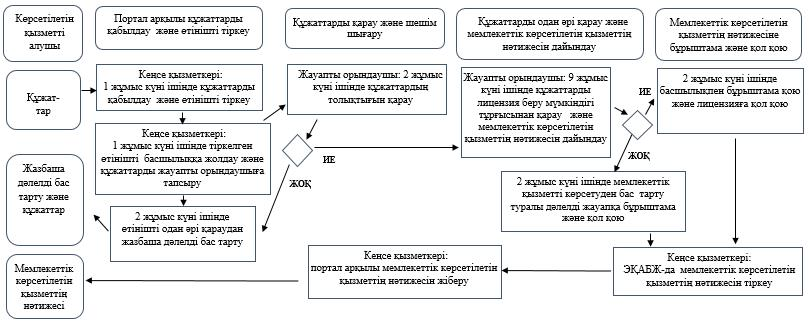 Көрсетілетін
қызметті
алушы
Портал арқылы құжаттарды
қабылдау және өтінішті тіркеу
Құжаттарды қарау және шешім
шығару
Құжаттарды одан әрі қарау және
мемлекеттік көрсетілетін қызметтің
нәтижесін дайындау
Мемлекеттік көрсетілетін
қызметтің нәтижесіне
бұрыштама және қол қою
Құжат-
тар
Кеңсе қызметкері:
1 жұмыс күні ішінде құжаттарды
қабылдау және өтінішті тіркеу
Жауапты орындаушы: 2 жұмыс
күні ішінде құжаттардың
толықтығын қарау
Жауапты орындаушы: 9 жұмыс
күні ішінде құжаттарды
лицензия беру мүмкіндігі
тұрғысынан қарау және
мемлекеттік көрсетілетін
қызметтің нәтижесін дайындау
ИЕ
2 жұмыс күні ішінде
басшылықпен бұрыштама қою
және лицензияға қол қою
Кеңсе қызметкері:
1 жұмыс күні ішінде тіркелген
өтінішті басшылыққа жолдау және
құжаттарды жауапты орындаушыға
тапсыру
ИЕ
ЖОҚ
ЖОҚ
Жазбаша
дәлелді бас
тарту және
құжаттар
2 жұмыс күні ішінде
өтінішті одан әрі қараудан
жазбаша дәлелді бас тарту
2 жұмыс күні ішінде мемлекеттік
қызметті көрсетуден бас тарту
туралы дәлелді жауапқа бұрыштама
және қол қою
Мемлекеттік
көрсетілетін
қызметтің
нәтижесі
Кеңсе қызметкері:
портал арқылы мемлекеттік көрсетілетін
қызметтің нәтижесін жіберу
Кеңсе қызметкері:
ЭҚАБЖ-да мемлекеттік көрсетілетін
қызметтің нәтижесін тіркеу